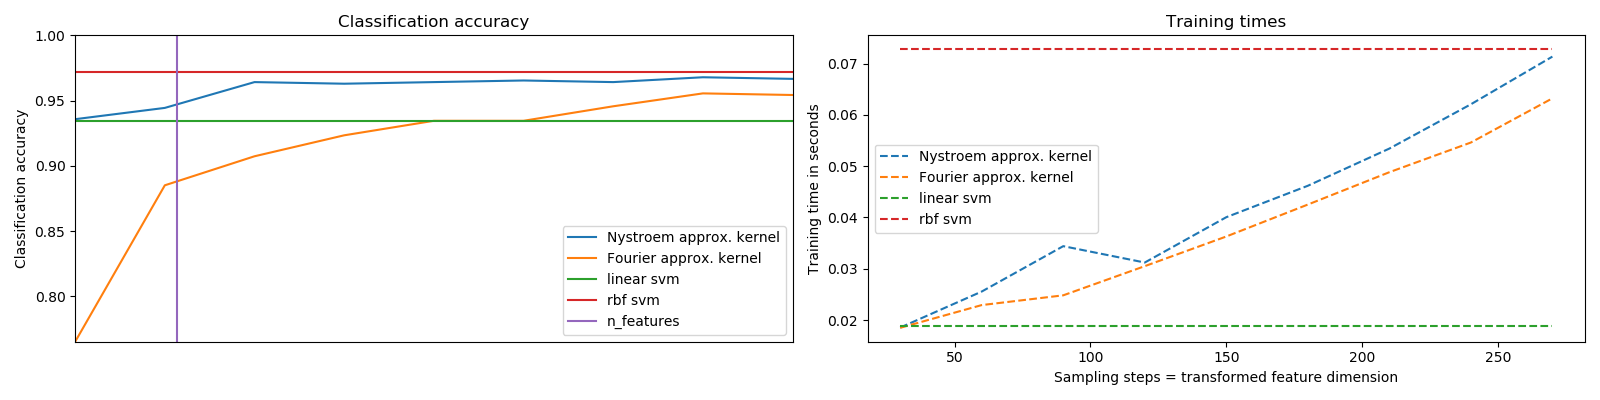 Classification accuracy
Classification accuracy
1.00
0.95
0.90
0.85
0.80
Nystroem approx. kernel
Fourier approx. kernel
linear svm
rbf svm
n_features
Training times
Training time in seconds
0.07
0.06
0.05
0.04
0.03
0.02
Nystroem approx. kernel
Fourier approx. kernel
linear svm
rbf svm
50 100 150 200 250
Sampling steps = transformed feature dimension